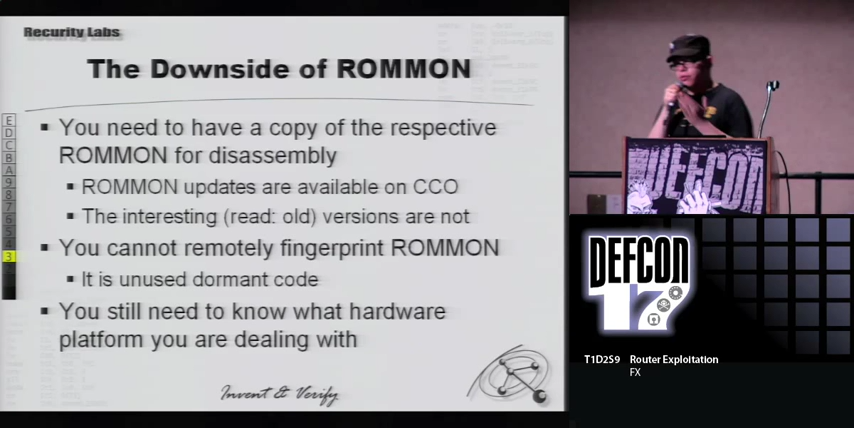 Recurity Labs
The Downside of ROMMON
▪ You need to have a copy of the respective
ROMMON for disassembly
▪ ROMMON updates are available on CCO
▪ The interesting (read: old) versions are not
▪ You cannot remotely fingerprint ROMMON
▪ It is unused dormant code
▪ You still need to know what hardware
platform you are dealing with
Invent & Verify
E
D
C
B
A
9
8
7
6
5
4
3
DEFCON
DEFCON
17
T1D2S9 Router Exploitation
FX